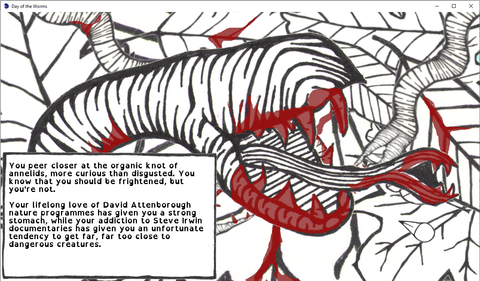 Day of the Worms
You peer closer at the organic knot of
annelids, more curious than disgusted. You
know that you should be frightened, but
you're not.
Your lifelong love of David Attenborough
nature programmes has given you a strong
stomach, while your addiction to Steve Irwin
documentaries has given you an unfortunate
tendency to get far, far too close to
dangerous creatures.